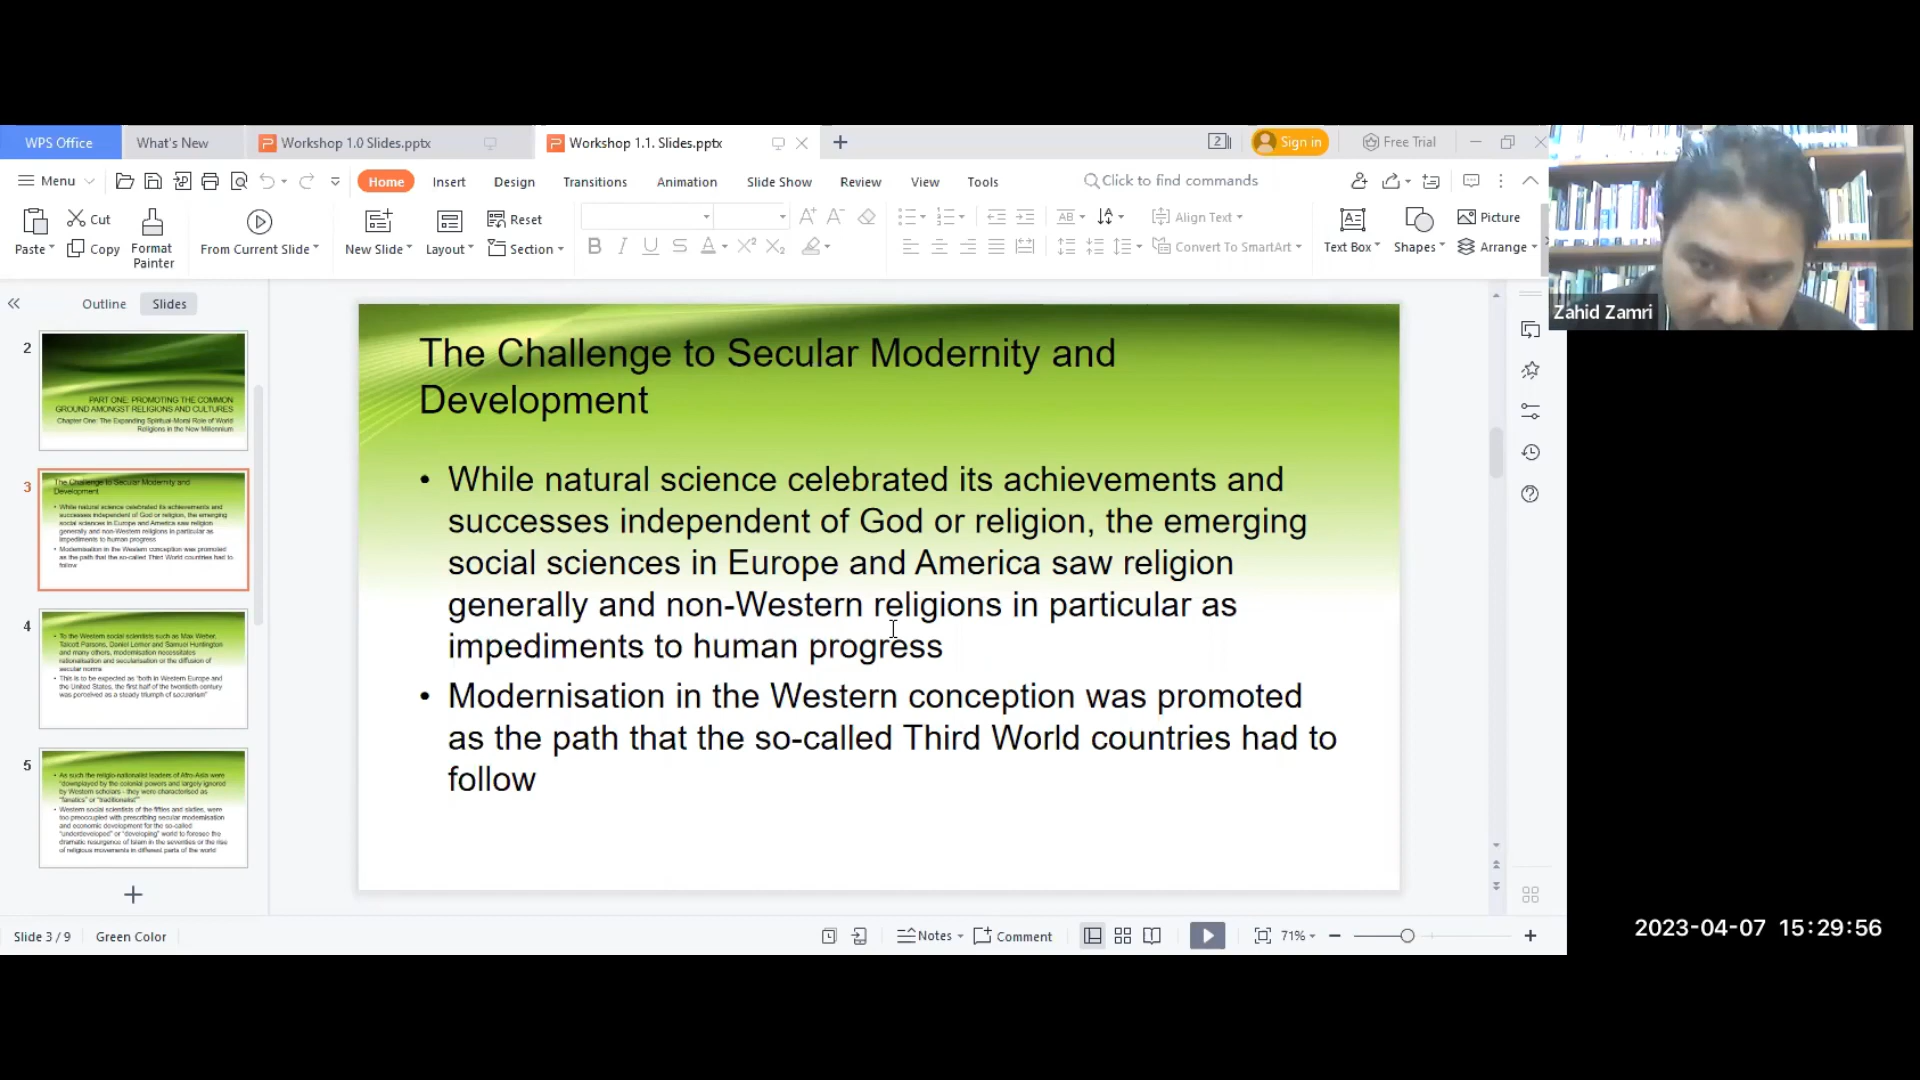 WPS Office
What's New
Workshop 1.0 Slides.pptx
Workshop 1.1. Slides.pptx
2
Sign in
Free Trial
Menu
Home
Insert
Design
Transitions
Animation
Slide Show
Review
View
Tools
Click to find commands
Paste
Cut
Copy
Format
Painter
From Current Slide
New Slide
Layout
Reset
Section
Align Text
Convert To SmartArt
Text Box
Shapes
Picture
Arrange
Zahid Zamri
Outline
Slides
2
PART ONE: PROMOTING THE COMMON
GROUND AMONGST RELIGIONS AND CULTURES
Chapter One: The Expanding Spiritual-Moral Role of World
Religions in the New Millennium
3
The Challenge to Secular Modernity and
Development
While natural science celebrated its achievements and
successes independent of God or religion, the emerging
social sciences in Europe and America saw religion
generally and non-Western religions in particular as
impediments to human progress
Modernisation in the Western conception was promoted
as the path that the so-called Third World countries had to
follow
4
To the Western social scientists such as Max Weber,
Talcott Parsons, Daniel Lerner and Samuel Huntington
and many others, modernisation necessitates
rationalisation and secularisation or the diffusion of
secular norms
This is to be expected as "both in Western Europe and
the United States, the first half of the twentieth century
was perceived as a steady triumph of secularism"
5
As such the religio-nationalist leaders of Afro-Asia were
"downplayed by the colonial powers and largely ignored
by Western scholars - they were characterised as
"fanatics" or "traditionalist"
Western social scientists of the fifties and sixties, were
too preoccupied with prescribing secular modernisation
and economic development for the so-called
"underdeveloped" or "developing" world to foresee the
dramatic resurgence of Islam in the seventies or the rise
of religious movements in different parts of the world
The Challenge to Secular Modernity and
Development
• While natural science celebrated its achievements and
successes independent of God or religion, the emerging
social sciences in Europe and America saw religion
generally and non-Western religions in particular as
impediments to human progress
• Modernisation in the Western conception was promoted
as the path that the so-called Third World countries had to
follow
Slide 3 / 9
Green Color
Notes
Comment
71%
2023-04-07 15:29:56